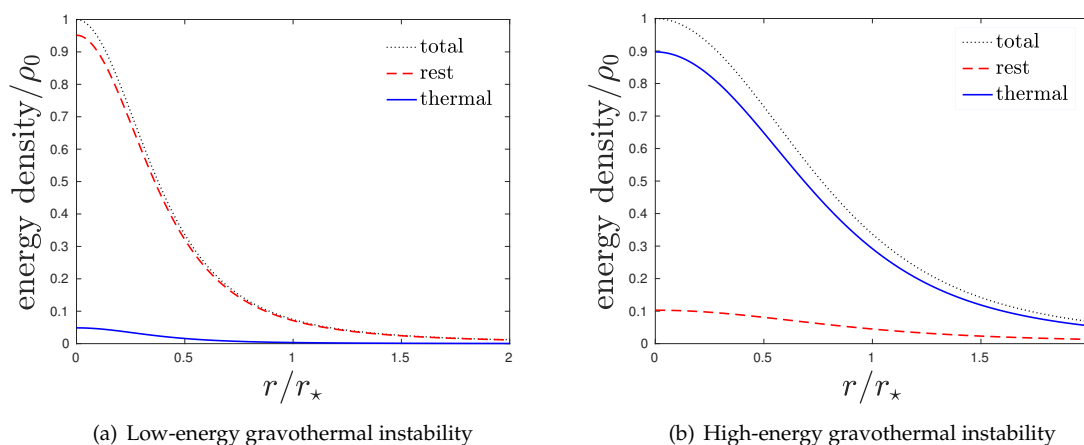 energy density/ρ₀
1
0.9
0.8
0.7
0.6
0.5
0.4
0.3
0.2
0.1
0
total
rest
thermal
0 0.5 1 1.5 2
r/r⋆
(a) Low-energy gravothermal instability
energy density/ρ₀
1
0.9
0.8
0.7
0.6
0.5
0.4
0.3
0.2
0.1
0
total
rest
thermal
0 0.5 1 1.5
r/r⋆
(b) High-energy gravothermal instability